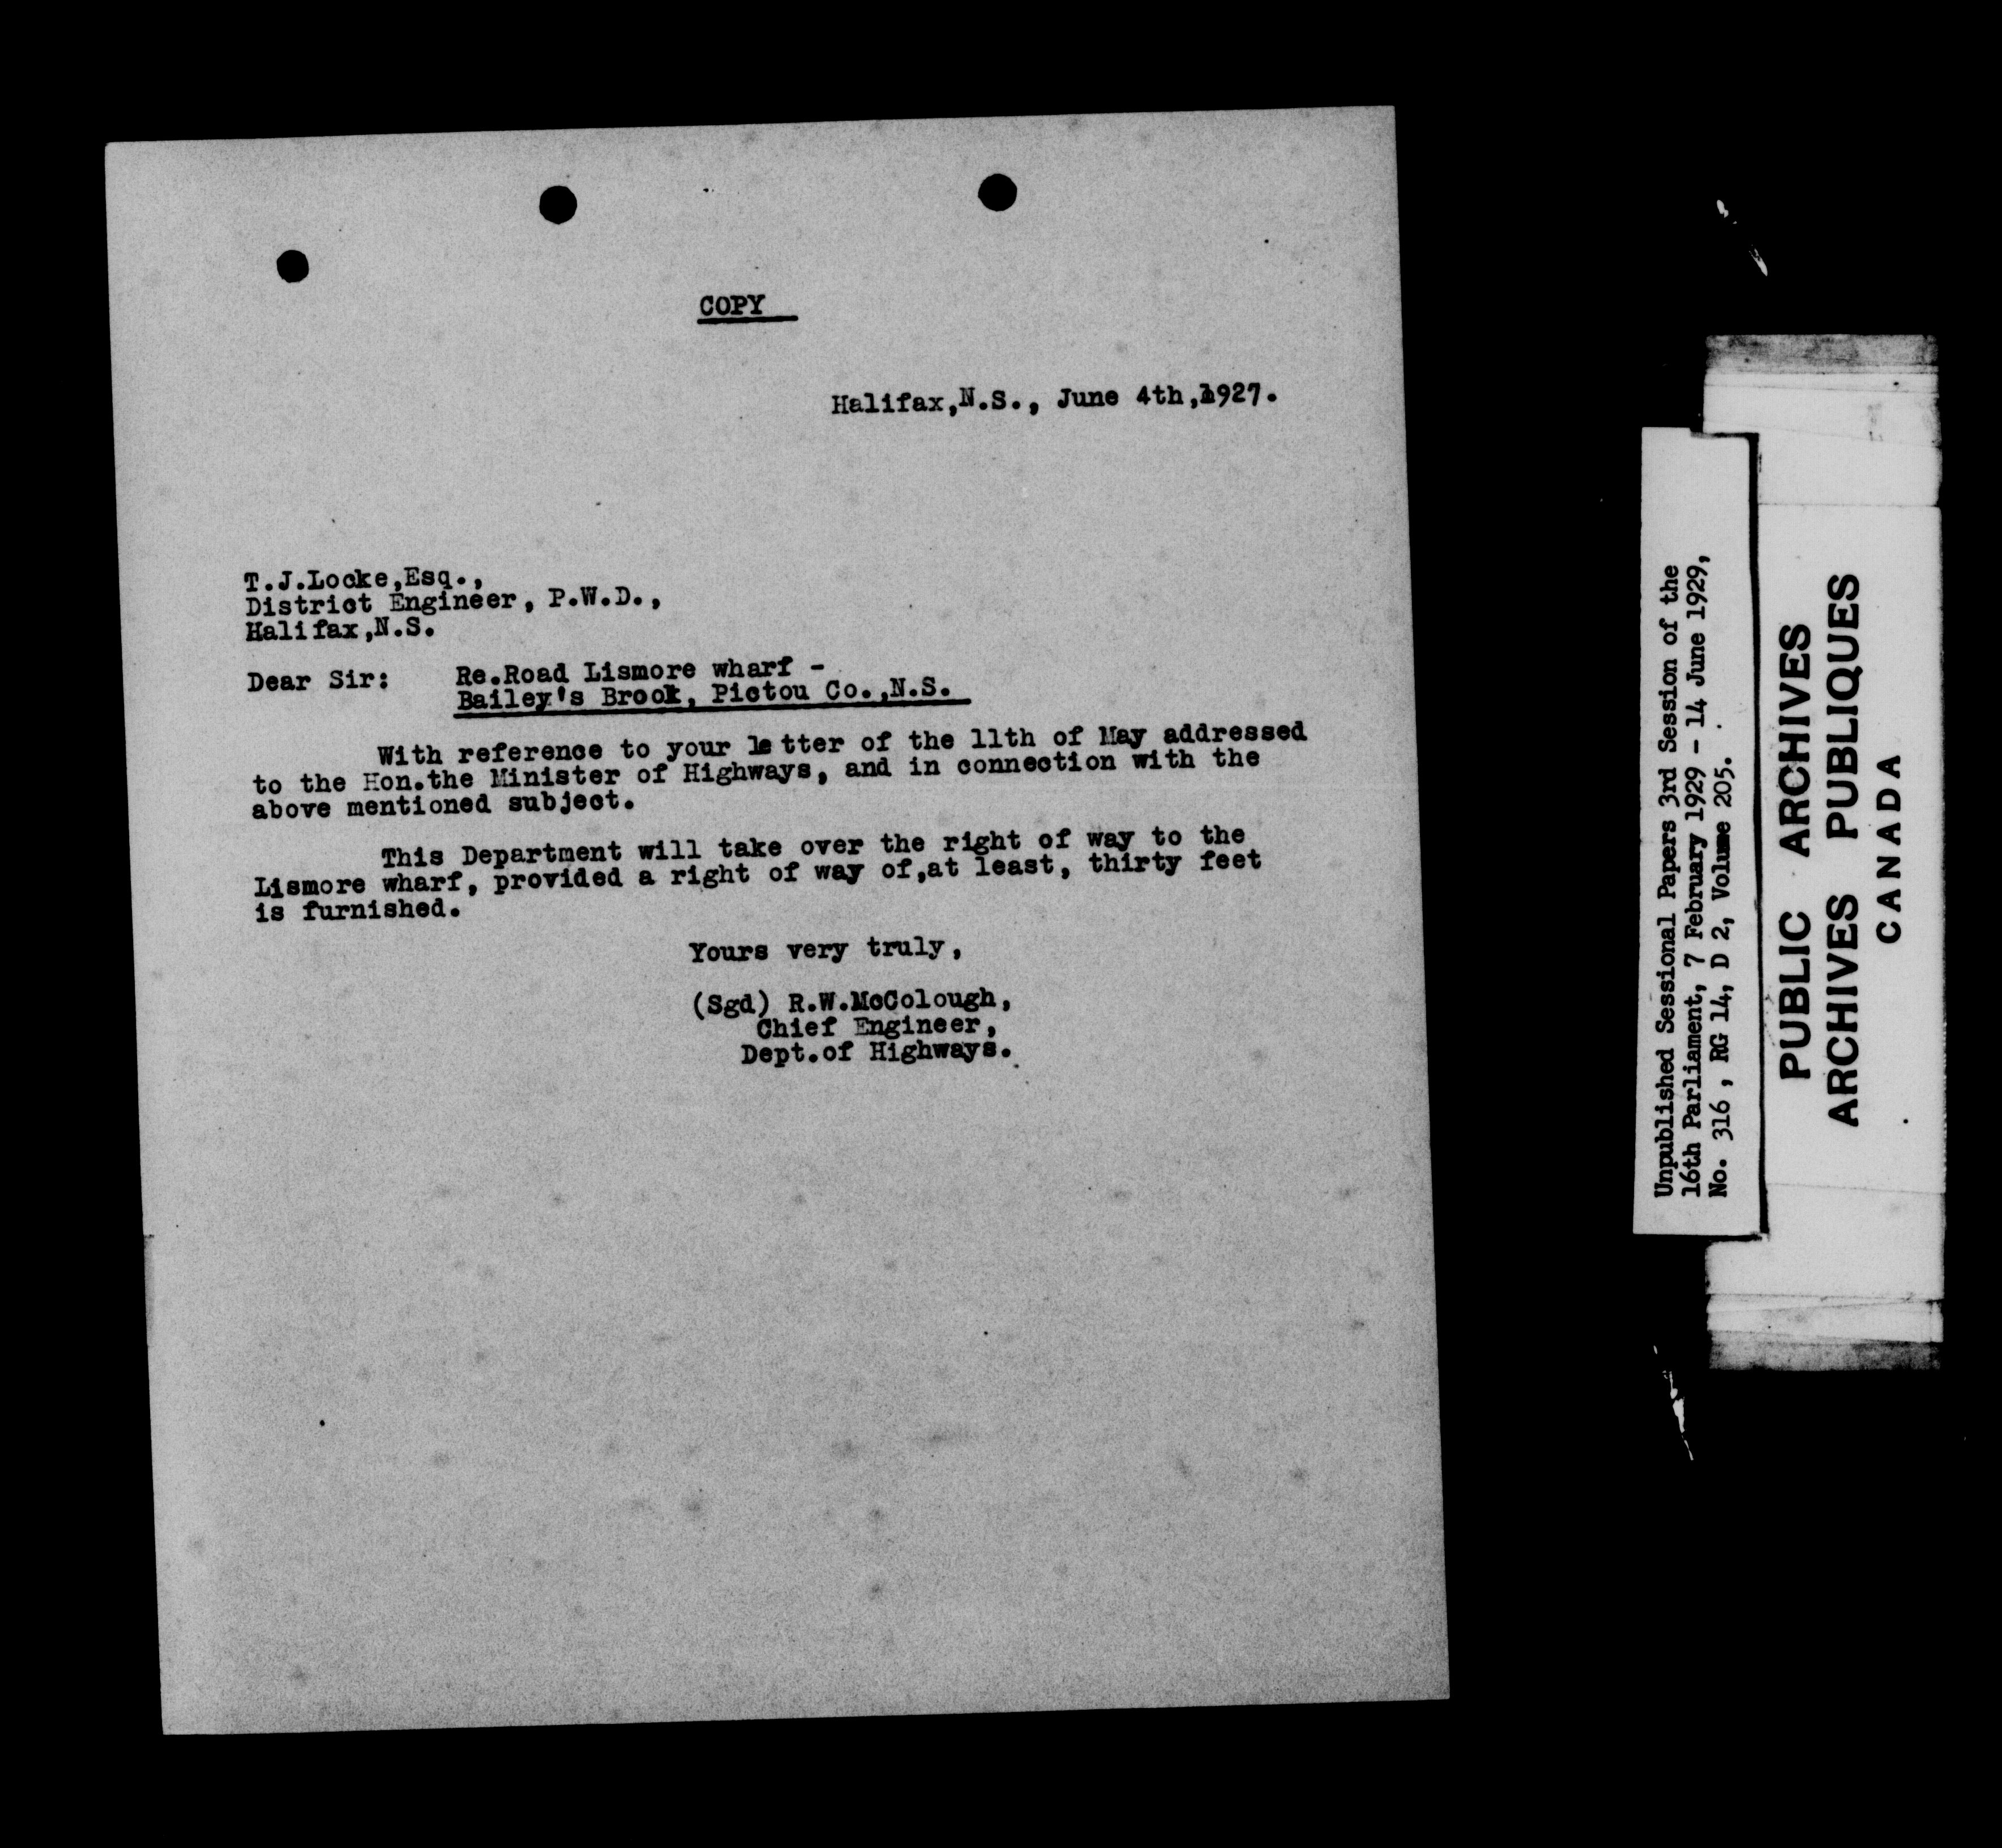 COPY
Halifax,N.S., June 4th,1927.
T.J.Locke,Esq.,
District Engineer, P.W.D.,
Halifax,N.S.
Dear Sir: Re.Road Lismore wharf -
Bailey's Brook, Pictou Co.,N.S.
With reference to your letter of the 11th of May addressed
to the Hon.the Minister of Highways, and in connection with the
above mentioned subject.
This Department will take over the right of way to the
Lismore wharf, provided a right of way of,at least, thirty feet
is furnished.
Yours very truly,
(Sgd) R.W.McColough,
Chief Engineer,
Dept.of Highways.
Unpublished Sessional Papers 3rd Session of the
16th Parliament, 7 February 1929 - 14 June 1929,
No. 316 , RG 14, D 2, Volume 205.
PUBLIC ARCHIVES
ARCHIVES PUBLIQUES
CANADA